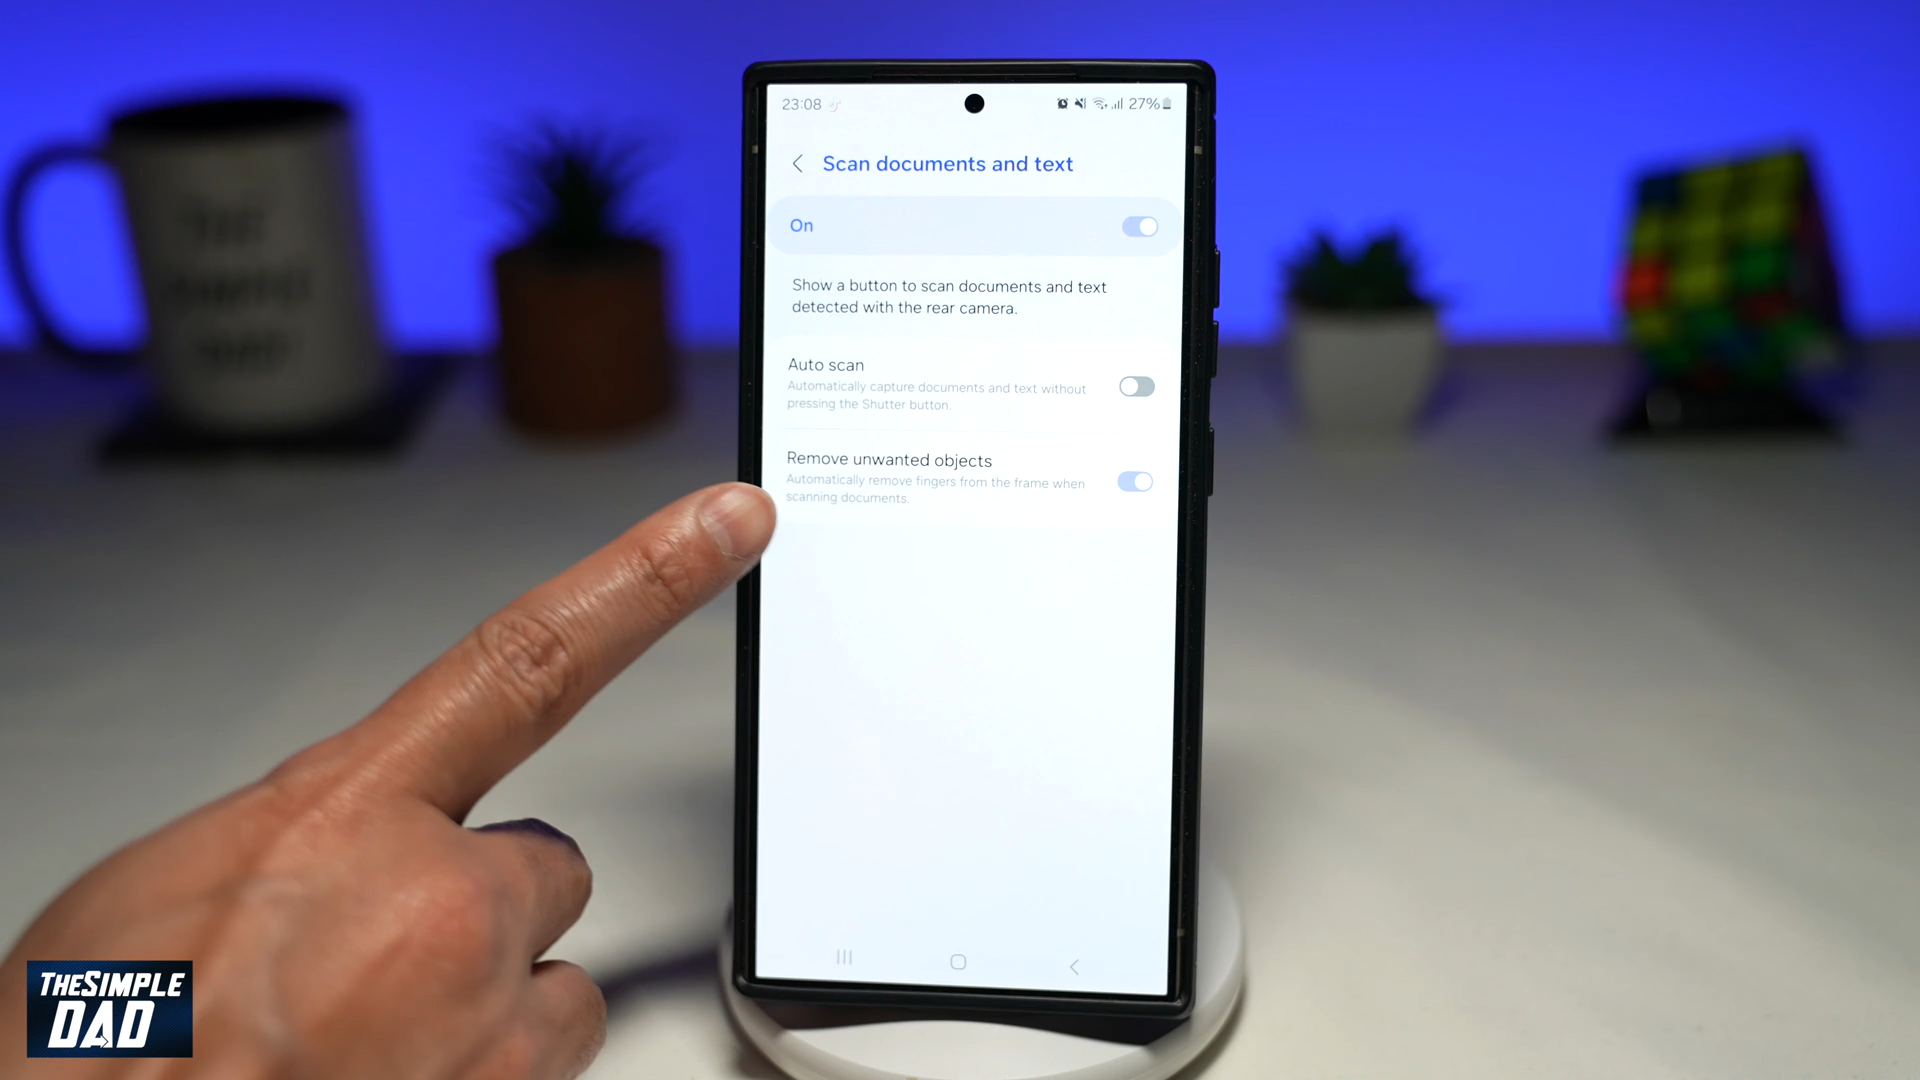 23:08
27%
Scan documents and text
On
Show a button to scan documents and text
detected with the rear camera.
Auto scan
Automatically capture documents and text without
pressing the Shutter button.
Remove unwanted objects
Automatically remove fingers from the frame when
scanning documents.
THE SIMPLE
DAD